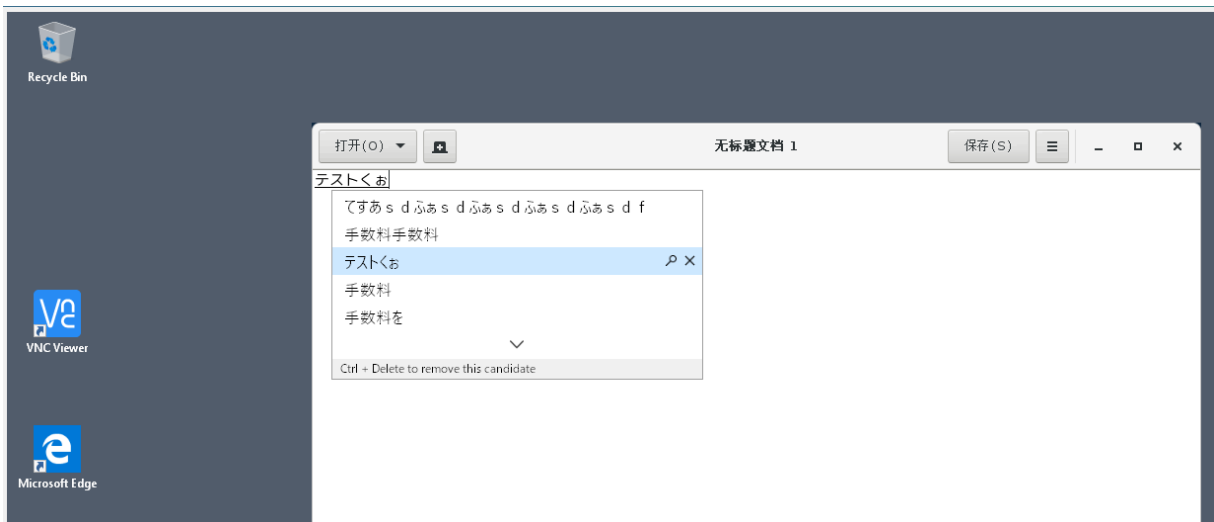 Recycle Bin
打开(O)
无标题文档 1
保存(S)
テストくぉ
てすあｓｄふぁｓｄふぁｓｄふぁｓｄふぁｓｄｆ
手数料手数料
テストくぉ
手数料
手数料を
Ctrl + Delete to remove this candidate
VNC Viewer
Microsoft Edge